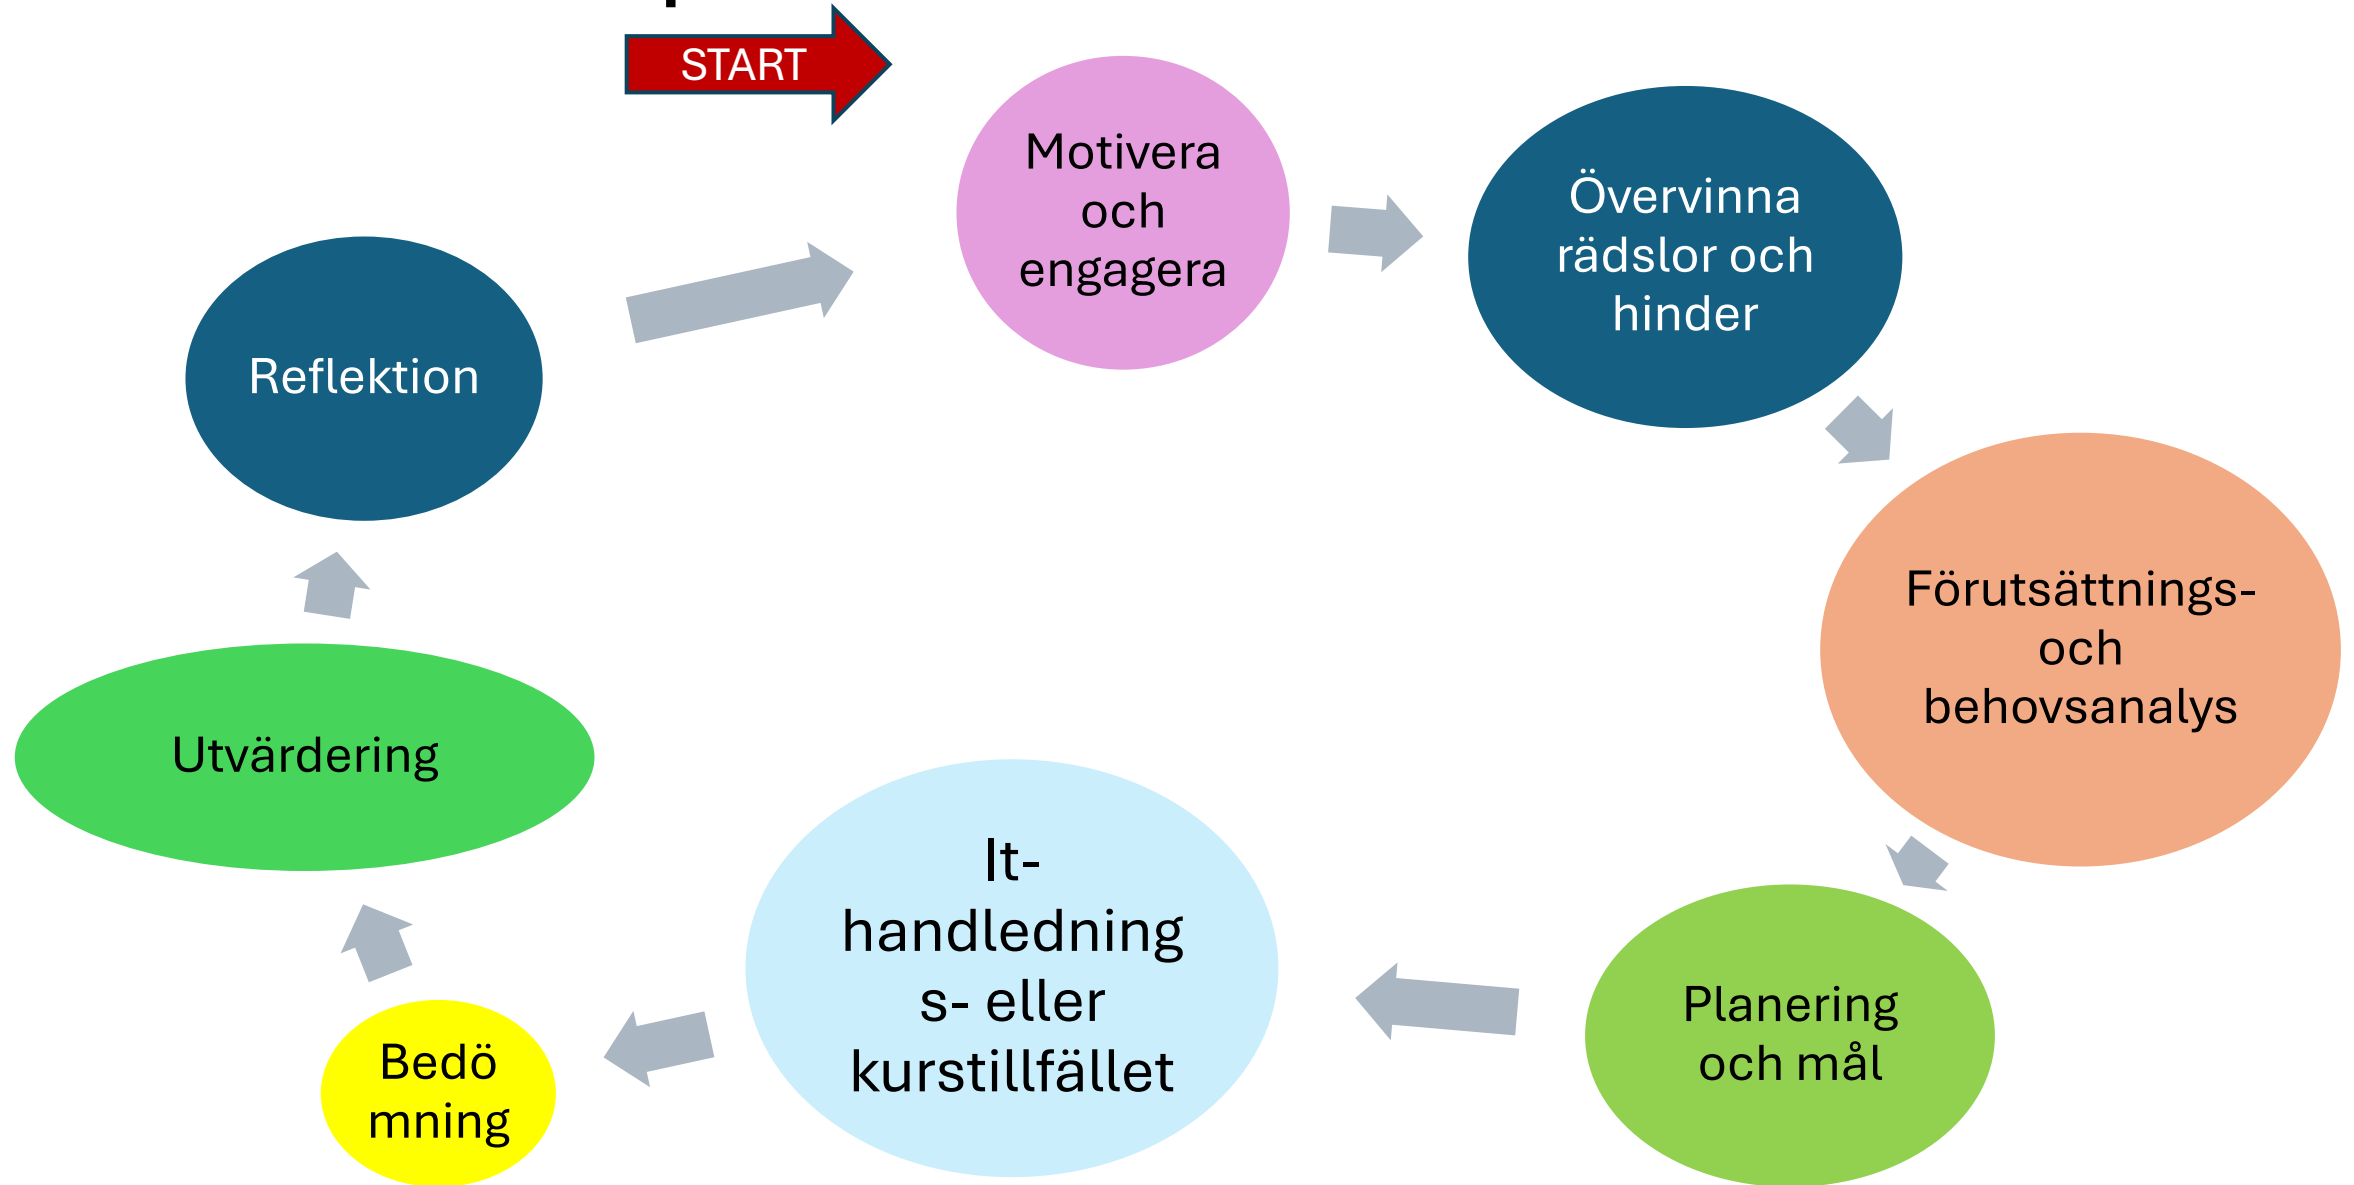 START
Motivera
och
engagera
Övervinna
rädslor och
hinder
Förutsättnings-
och
behovsanalys
Planering
och mål
It-
handledning
s- eller
kurstillfället
Bedö
mning
Utvärdering
Reflektion